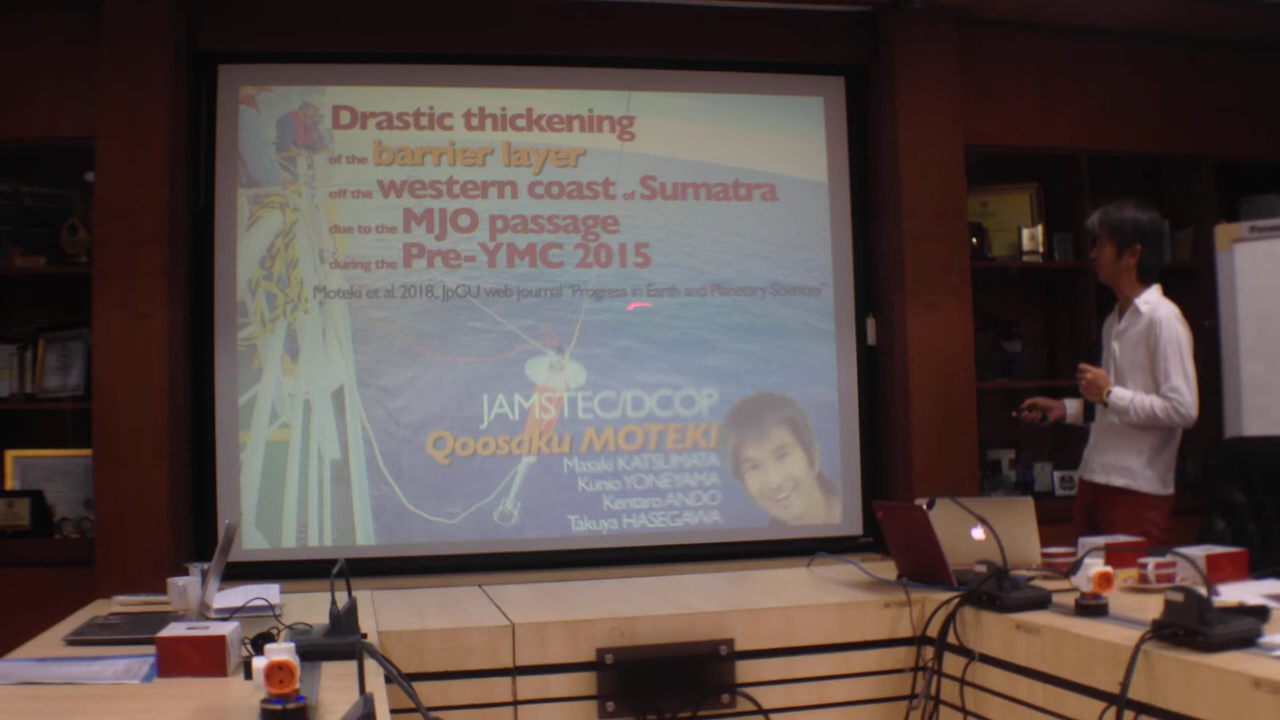 Drastic thickening
of the barrier layer
off the western coast of Sumatra
due to the MJO passage
during the Pre-YMC 2015
Moteki et al. 2018, JpGU web journal "Progress in Earth and Planetary Sciences"
JAMSTEC/DCOP
Qoosaku MOTEKI
Masaki KATSUMATA
Kunio YONEYAMA
Kentaro ANDO
Takuya HASEGAWA